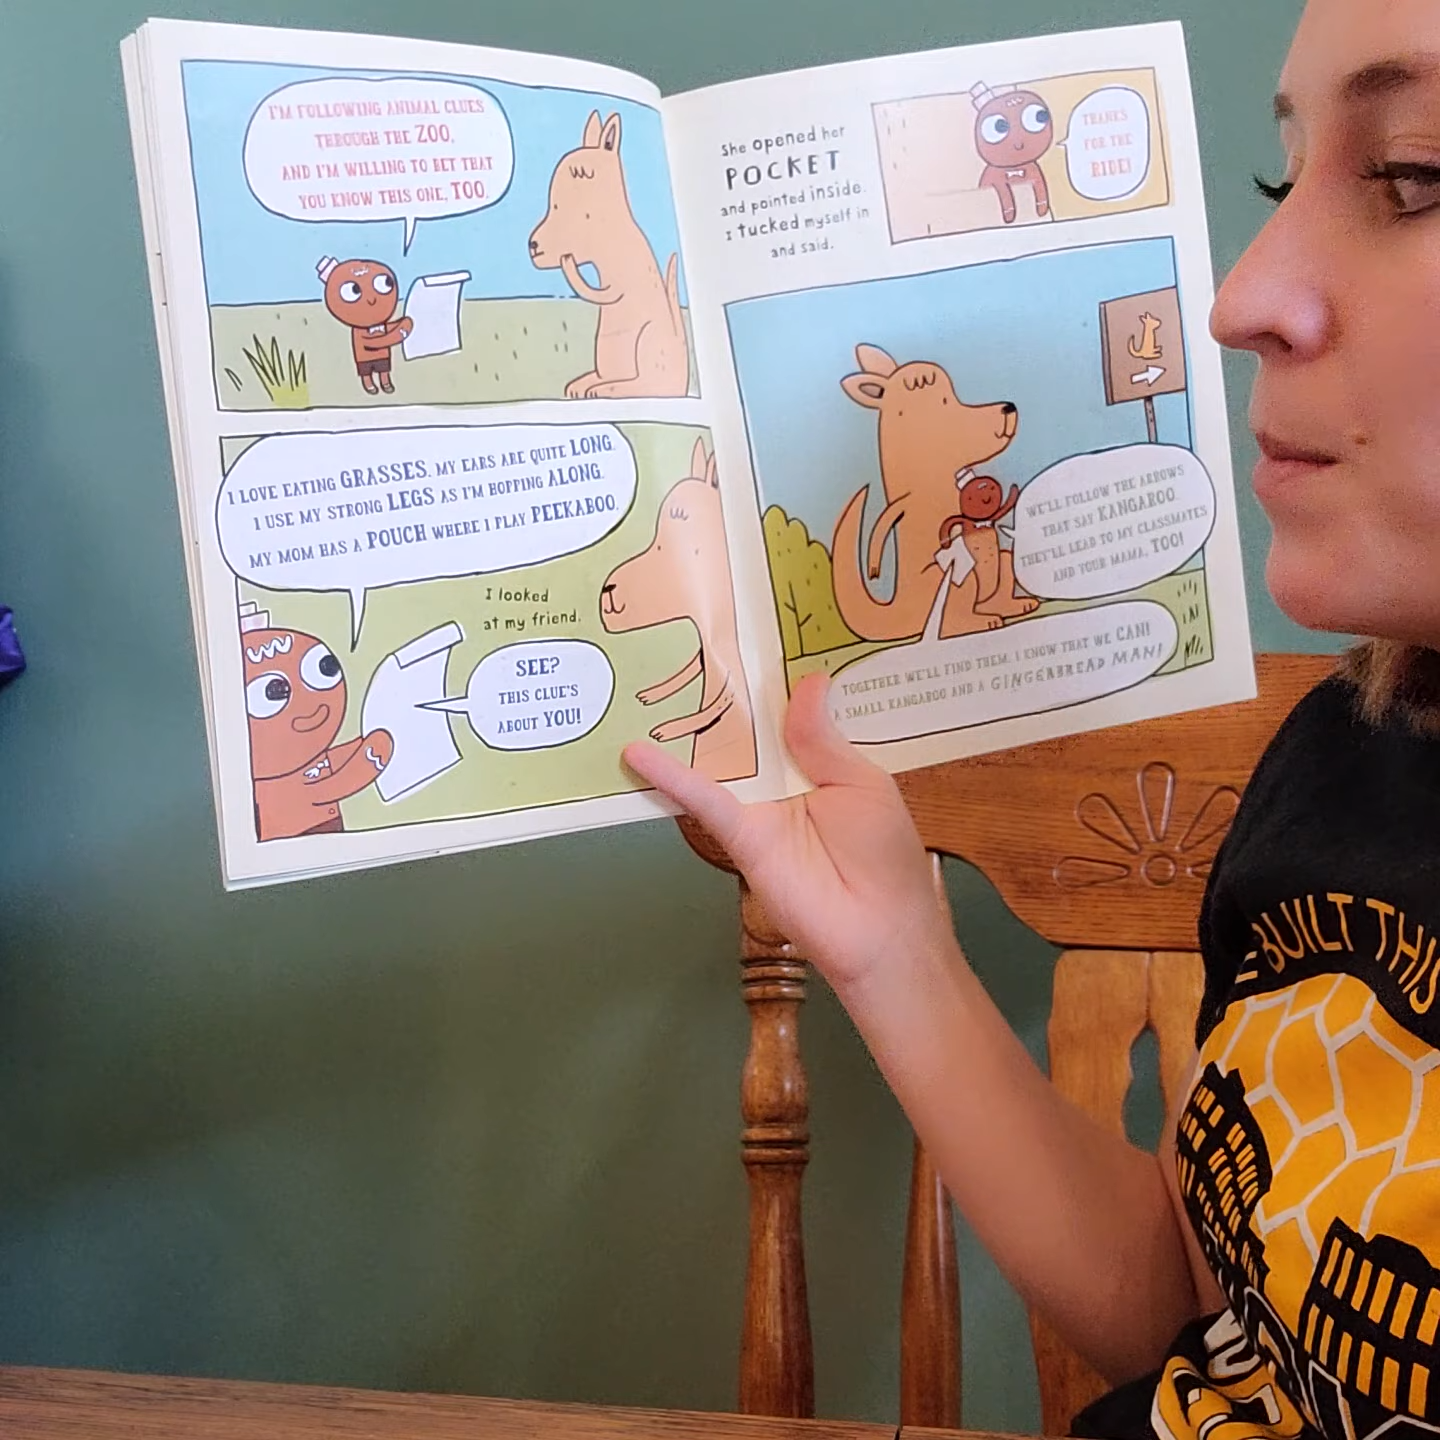 I'M FOLLOWING ANIMAL CLUES
THROUGH THE ZOO,
AND I'M WILLING TO BET THAT
YOU KNOW THIS ONE, TOO.
I LOVE EATING GRASSES. MY EARS ARE QUITE LONG.
I USE MY STRONG LEGS AS I'M HOPPING ALONG.
MY MOM HAS A POUCH WHERE I PLAY PEEKABOO.
I looked
at my friend.
SEE?
THIS CLUE'S
ABOUT YOU!
She opened her
POCKET
and pointed inside.
I tucked myself in
and said,
THANKS
FOR THE
RIDE!
WE'LL FOLLOW THE ARROWS
THAT SAY KANGAROO.
THEY'LL LEAD TO MY CLASSMATES
AND YOUR MAMA, TOO!
TOGETHER WE'LL FIND THEM. I KNOW THAT WE CAN!
A SMALL KANGAROO AND A GINGERBREAD MAN!
BUILT THIS